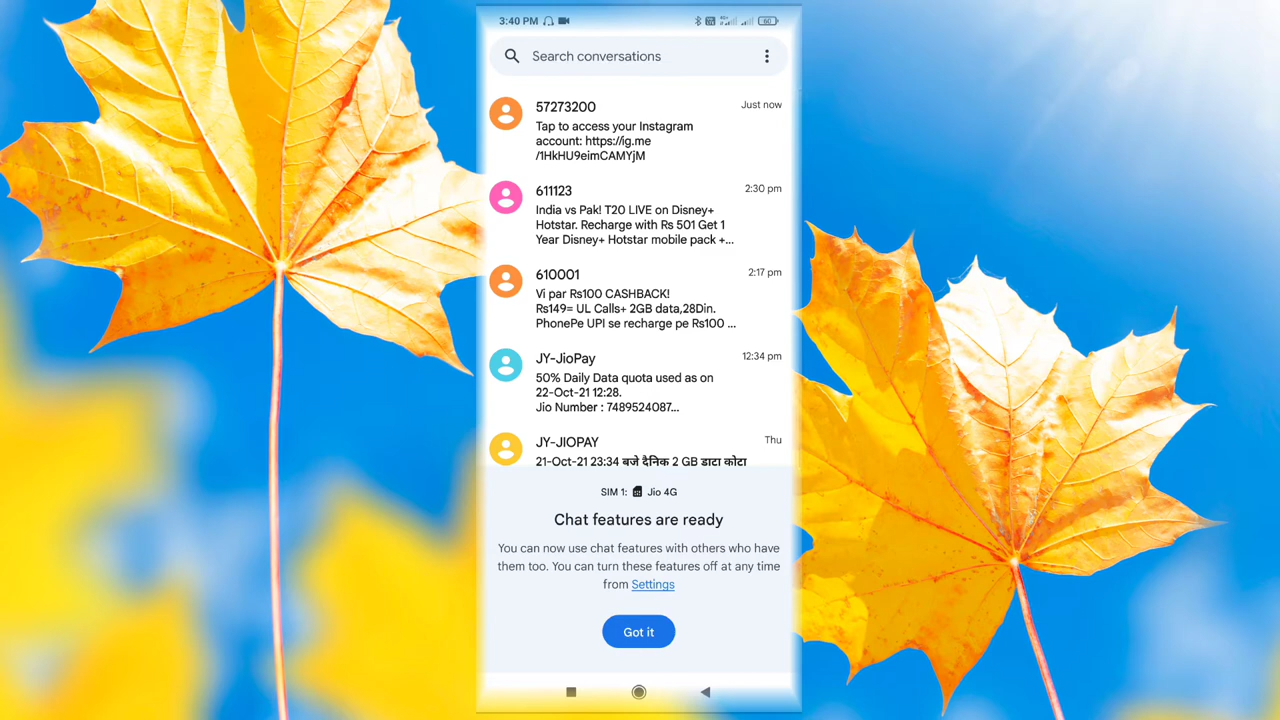 3:40 PM
60
Search conversations
57273200
Just now
Tap to access your Instagram
account: https://ig.me
/1HkHU9eimCAMYjM
611123
2:30 pm
India vs Pak! T20 LIVE on Disney+
Hotstar. Recharge with Rs 501 Get 1
Year Disney+ Hotstar mobile pack +...
610001
2:17 pm
Vi par Rs100 CASHBACK!
Rs149= UL Calls+ 2GB data,28Din.
PhonePe UPI se recharge pe Rs100 ...
JY-JioPay
12:34 pm
50% Daily Data quota used as on
22-Oct-21 12:28.
Jio Number : 7489524087...
JY-JIOPAY
Thu
21-Oct-21 23:34 बजे दैनिक 2 GB डाटा कोटा
SIM 1: Jio 4G
Chat features are ready
You can now use chat features with others who have
them too. You can turn these features off at any time
from Settings
Got it